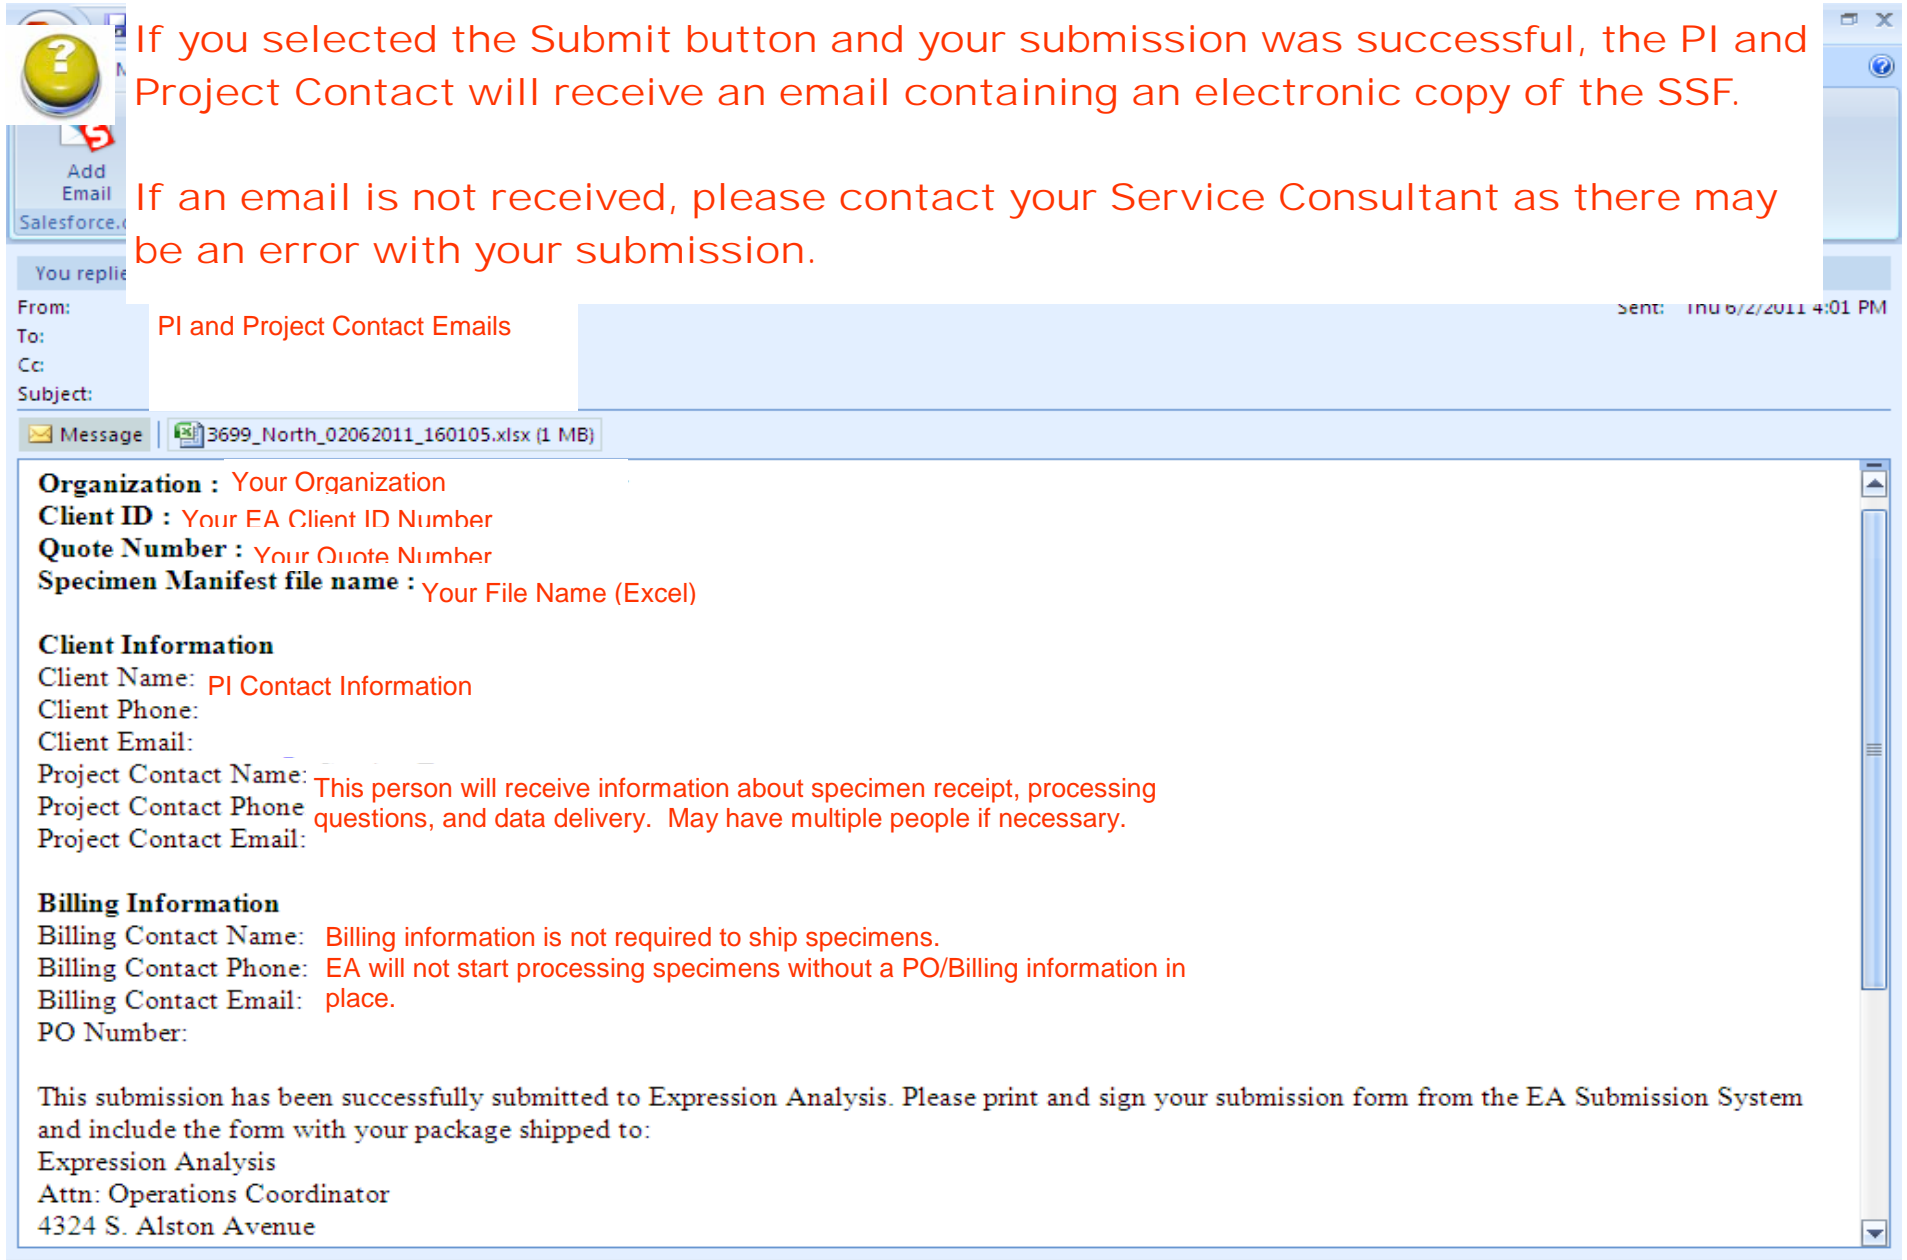 If you selected the Submit button and your submission was successful, the PI and
Project Contact will receive an email containing an electronic copy of the SSF.
If an email is not received, please contact your Service Consultant as there may
be an error with your submission.
Add
Email
Salesforce.c
You replie
From:
Sent: Thu 6/2/2011 4:01 PM
PI and Project Contact Emails
To:
Cc:
Subject:
Message 3699_North_02062011_160105.xlsx (1 MB)
Organization : Your Organization
Client ID : Your EA Client ID Number
Quote Number : Your Quote Number
Specimen Manifest file name : Your File Name (Excel)
Client Information
Client Name: PI Contact Information
Client Phone:
Client Email:
Project Contact Name: This person will receive information about specimen receipt, processing
Project Contact Phone questions, and data delivery. May have multiple people if necessary.
Project Contact Email:
Billing Information
Billing Contact Name: Billing information is not required to ship specimens.
Billing Contact Phone: EA will not start processing specimens without a PO/Billing information in
Billing Contact Email: place.
PO Number:
This submission has been successfully submitted to Expression Analysis. Please print and sign your submission form from the EA Submission System
and include the form with your package shipped to:
Expression Analysis
Attn: Operations Coordinator
4324 S. Alston Avenue